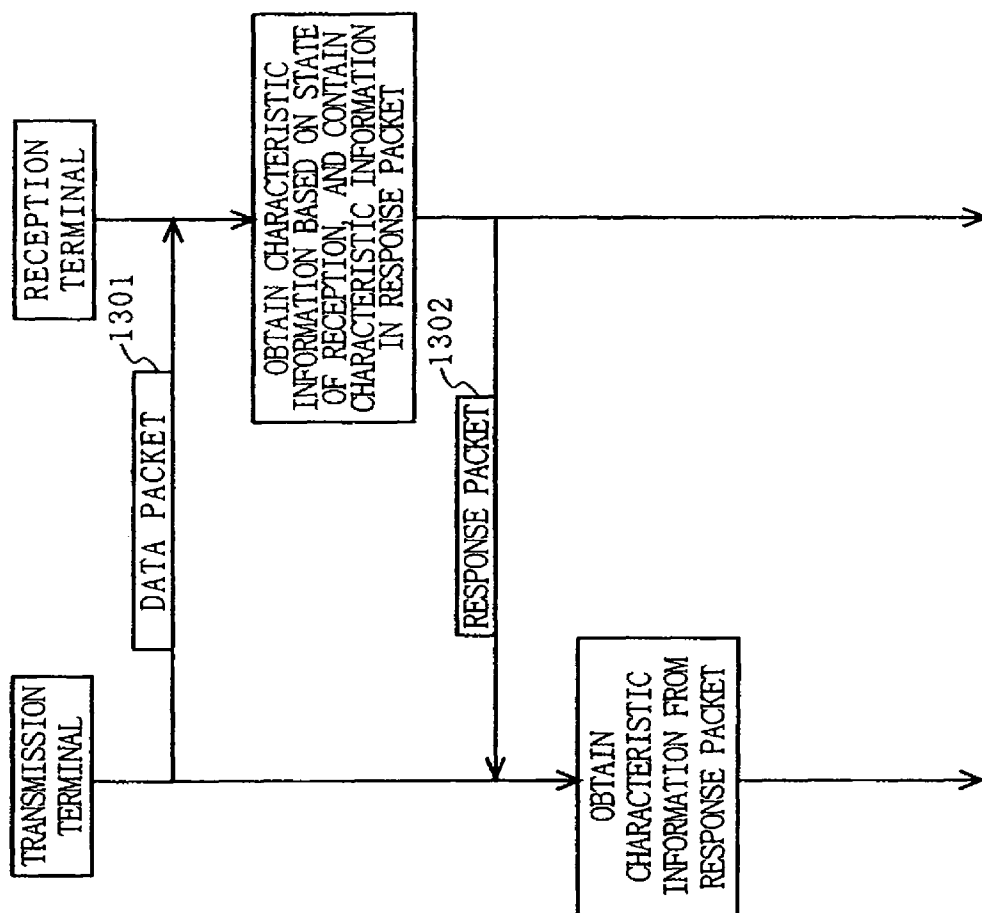 TRANSMISSION
TERMINAL
RECEPTION
TERMINAL
DATA PACKET
1301
OBTAIN CHARACTERISTIC
INFORMATION BASED ON STATE
OF RECEPTION, AND CONTAIN
CHARACTERISTIC INFORMATION
IN RESPONSE PACKET
RESPONSE PACKET
1302
OBTAIN
CHARACTERISTIC
INFORMATION FROM
RESPONSE PACKET